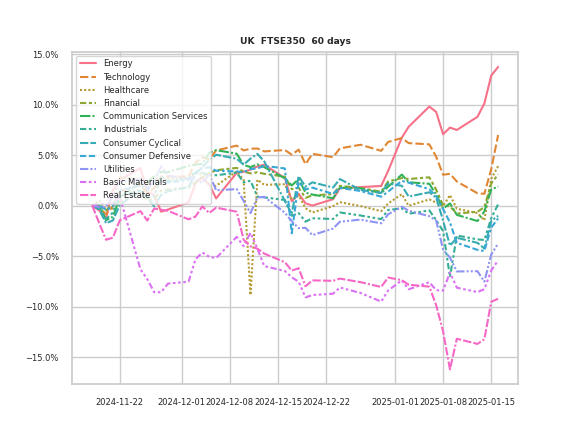 UK  FTSE350  60 days
15.0%
10.0%
5.0%
0.0%
−5.0%
−10.0%
−15.0%
Energy
Technology
Healthcare
Financial
Communication Services
Industrials
Consumer Cyclical
Consumer Defensive
Utilities
Basic Materials
Real Estate
2024-11-22
2024-12-01
2024-12-08
2024-12-15
2024-12-22
2025-01-01
2025-01-08
2025-01-15